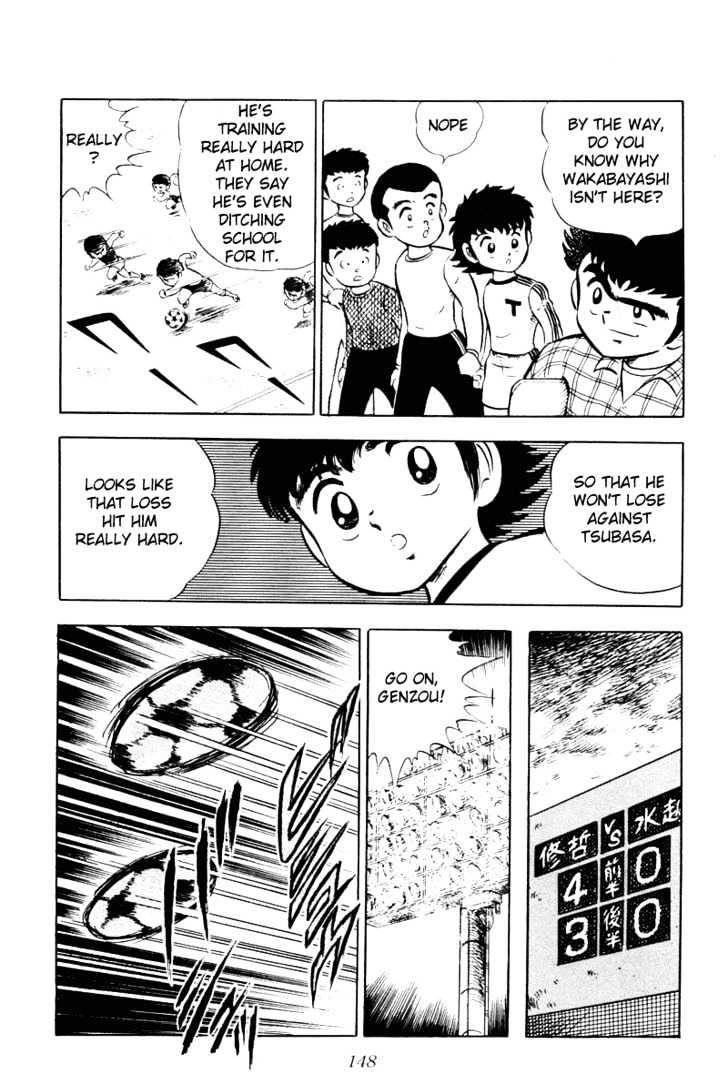 BY THE WAY,
DO YOU
KNOW WHY
WAKABAYASHI
ISN'T HERE?
NOPE
T
HE'S
TRAINING
REALLY HARD
AT HOME.
THEY SAY
HE'S EVEN
DITCHING
SCHOOL
FOR IT.
REALLY
?
SO THAT HE
WON'T LOSE
AGAINST
TSUBASA.
LOOKS LIKE
THAT LOSS
HIT HIM
REALLY HARD.
修哲 VS 水越
4 前半 0
3 後半 0
GO ON,
GENZOU!
148